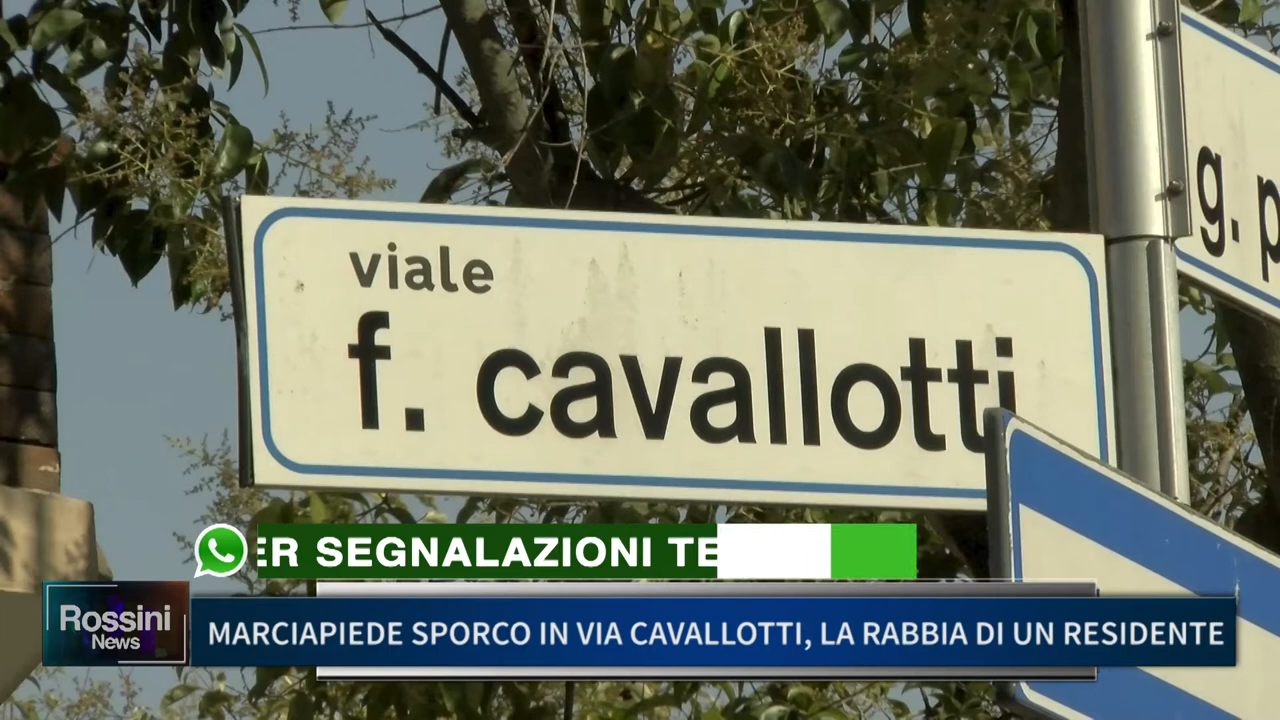 viale
f. cavallotti
g. p
ER SEGNALAZIONI TE
Rossini
News
MARCIAPIEDE SPORCO IN VIA CAVALLOTTI, LA RABBIA DI UN RESIDENTE